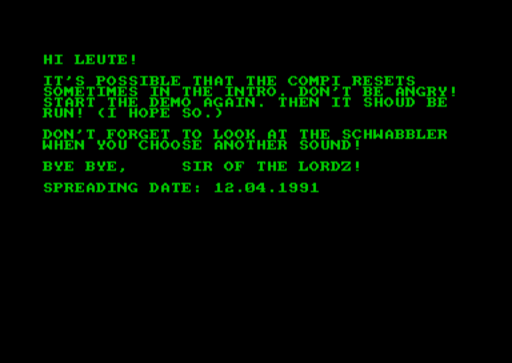 HI LEUTE!
IT'S POSSIBLE THAT THE COMPI RESETS
SOMETIMES IN THE INTRO. DON'T BE ANGRY!
START THE DEMO AGAIN. THEN IT SHOUD BE
RUN! (I HOPE SO.)
DON'T FORGET TO LOOK AT THE SCHWABBLER
WHEN YOU CHOOSE ANOTHER SOUND!
BYE BYE, SIR OF THE LORDZ!
SPREADING DATE: 12.04.1991